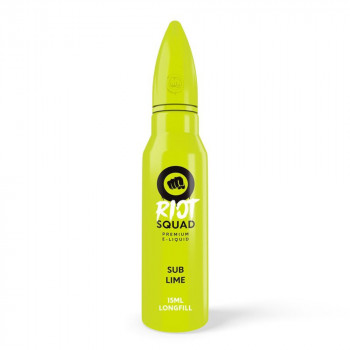 RIOT
SQUAD
PREMIUM
E-LIQUID
SUB
LIME
15ML
LONGFILL